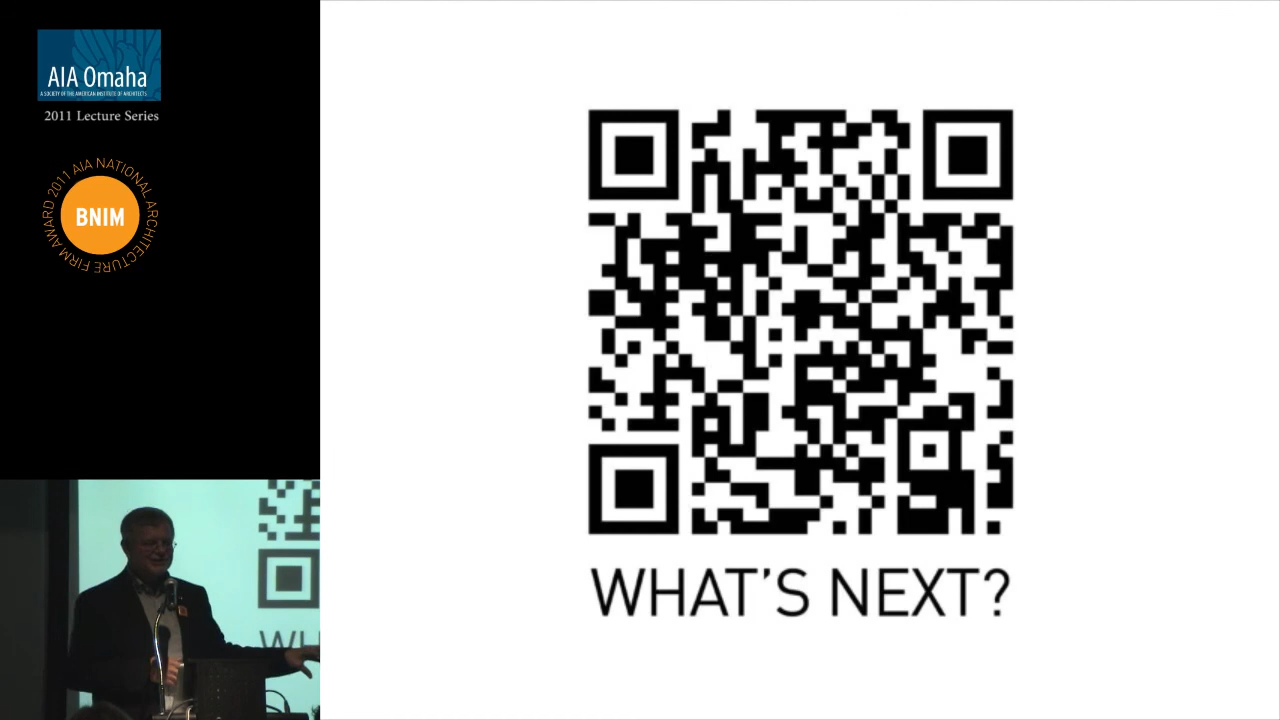 AIA Omaha
A SOCIETY OF THE AMERICAN INSTITUTE OF ARCHITECTS
2011 Lecture Series
2011 AIA NATIONAL ARCHITECTURE FIRM AWARD
BNIM
WHAT'S NEXT?
WH